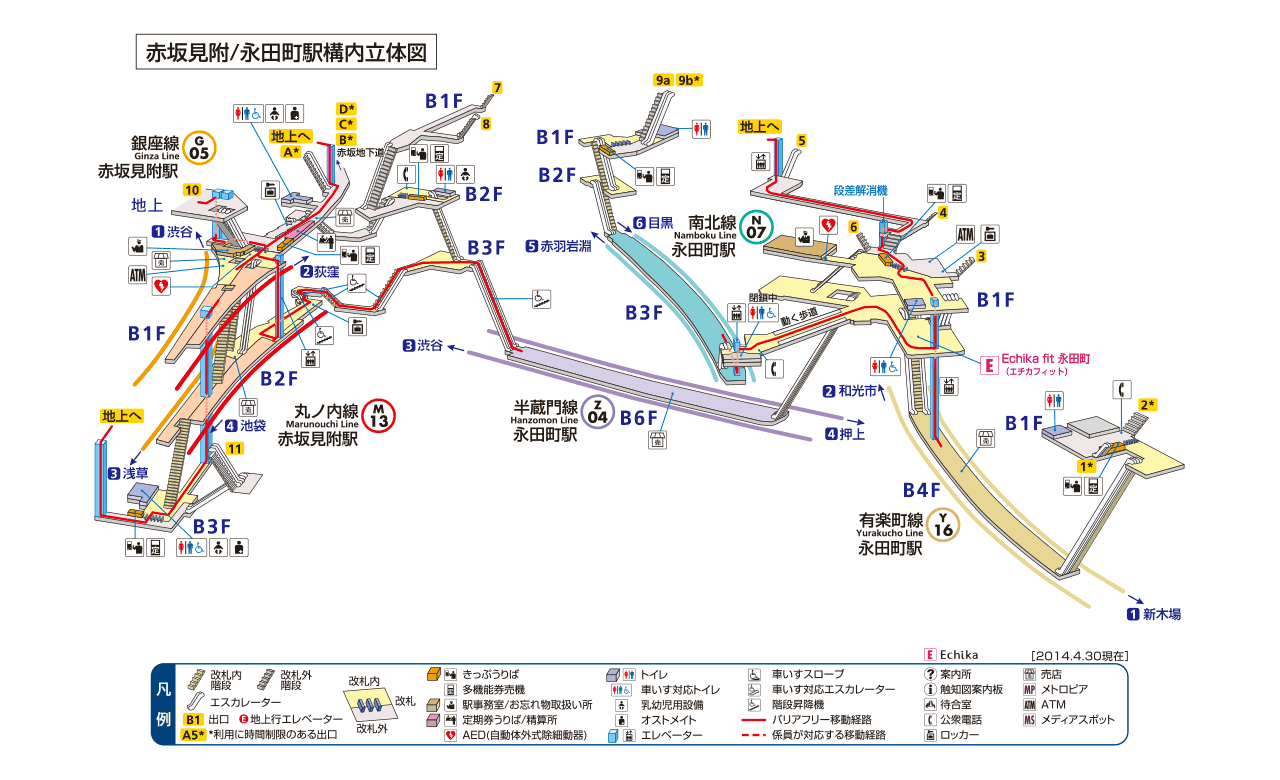 赤坂見附/永田町駅構内立体図
銀座線
Ginza Line
赤坂見附駅
G
05
10
地上
1 渋谷
ATM
B1F
地上へ
A*
D*
C*
B*
赤坂地下道
売
2 荻窪
B2F
売
4 池袋
丸ノ内線
Marunouchi Line
赤坂見附駅
M
13
地上へ
3 浅草
11
B3F
B1F
7
8
B2F
B3F
3 渋谷
半蔵門線
Hanzomon Line
永田町駅
Z
04
B6F
売
4 押上
9a 9b*
B1F
B2F
6 目黒
5 赤羽岩淵
南北線
Namboku Line
永田町駅
N
07
B3F
閉鎖中
動く歩道
地上へ
5
段差解消機
4
6
ATM
3
B1F
E Echika fit 永田町
(エチカフィット)
2 和光市
売
B4F
有楽町線
Yurakucho Line
永田町駅
Y
16
1 新木場
B1F
2*
1*
E Echika
[2014.4.30現在]
凡例
改札内階段
改札外階段
エスカレーター
B1 出口
E 地上行エレベーター
A5* *利用に時間制限のある出口
改札内
改札
改札外
きっぷうりば
多機能券売機
駅事務室/お忘れ物取扱い所
定期券うりば/精算所
AED(自動体外式除細動器)
トイレ
車いす対応トイレ
乳幼児用設備
オストメイト
エレベーター
車いすスロープ
車いす対応エスカレーター
階段昇降機
バリアフリー移動経路
係員が対応する移動経路
? 案内所
i 触知図案内板
待合室
公衆電話
ロッカー
売 売店
MP メトロピア
ATM ATM
MS メディアスポット